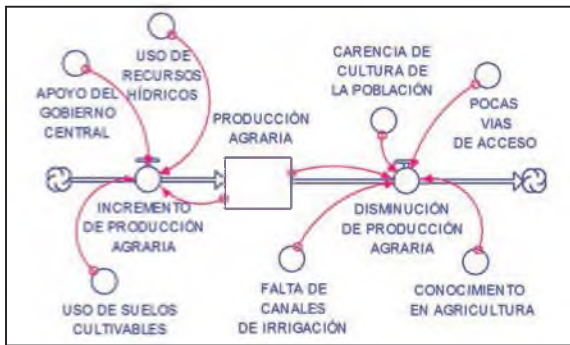 USO DE
RECURSOS
HÍDRICOS
APOYO DEL
GOBIERNO
CENTRAL
PRODUCCIÓN
AGRARIA
CARENCIA DE
CULTURA DE
LA POBLACIÓN
POCAS
VIAS
DE ACCESO
INCREMENTO
DE PRODUCCIÓN
AGRARIA
DISMINUCIÓN
DE PRODUCCIÓN
AGRARIA
USO DE SUELOS
CULTIVABLES
FALTA DE
CANALES
DE IRRIGACIÓN
CONOCIMIENTO
EN AGRICULTURA